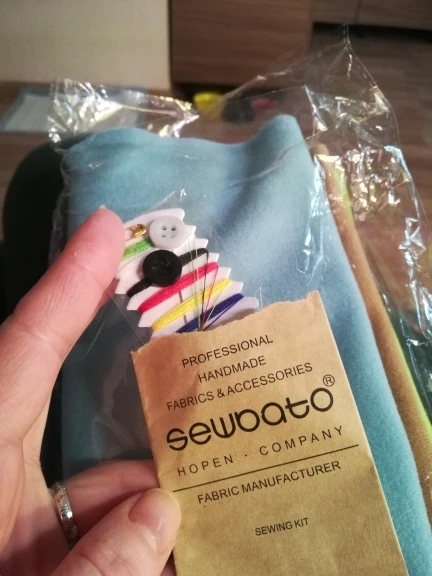 PROFESSIONAL
HANDMADE
FABRICS & ACCESSORIES
sewbato®
HOPEN - COMPANY
FABRIC MANUFACTURER
SEWING KIT